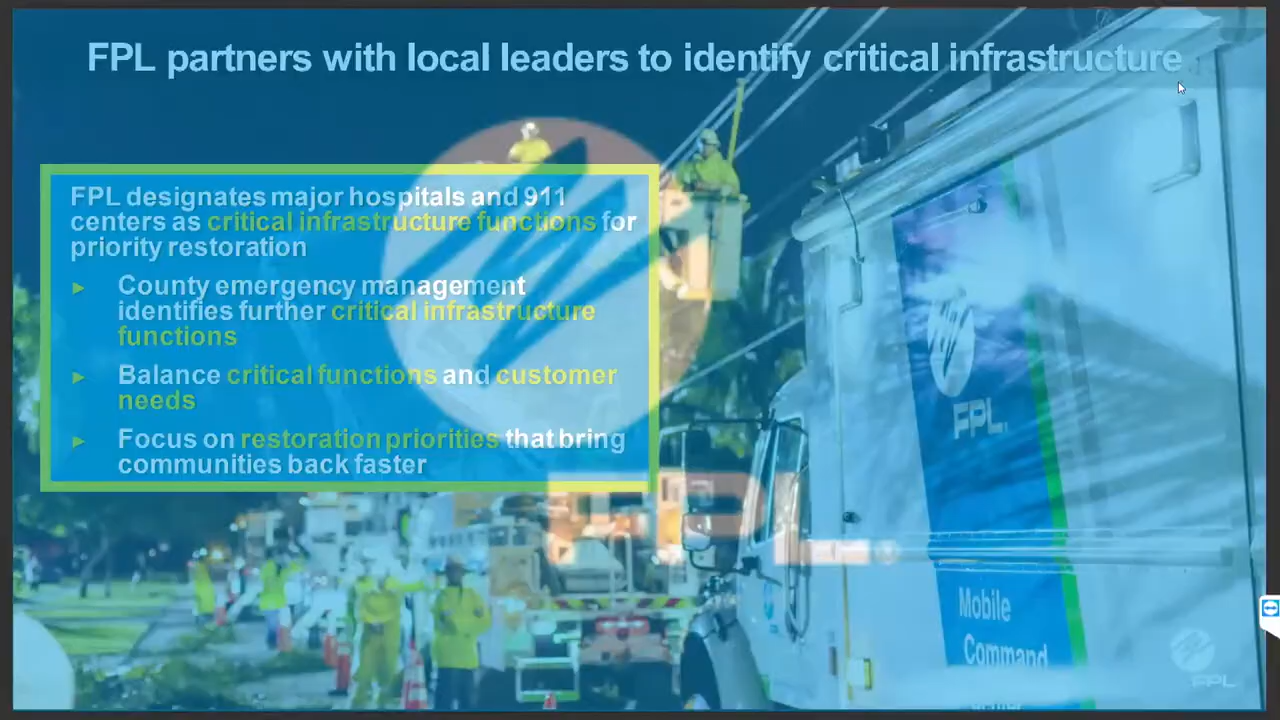 FPL partners with local leaders to identify critical infrastructure
FPL designates major hospitals and 911
centers as critical infrastructure functions for
priority restoration
► County emergency management
identifies further critical infrastructure
functions
► Balance critical functions and customer
needs
► Focus on restoration priorities that bring
communities back faster
FPL
FPL.
Mobile
Command
FPL